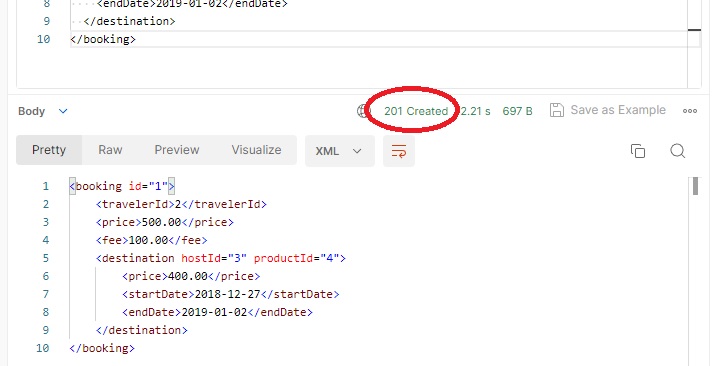 8 <endDate>2019-01-02</endDate>
9 </destination>
10 </booking>
Body 201 Created 2.21 s 697 B Save as Example
Pretty Raw Preview Visualize XML
1 <booking id="1">
2 <travelerId>2</travelerId>
3 <price>500.00</price>
4 <fee>100.00</fee>
5 <destination hostId="3" productId="4">
6 <price>400.00</price>
7 <startDate>2018-12-27</startDate>
8 <endDate>2019-01-02</endDate>
9 </destination>
10 </booking>